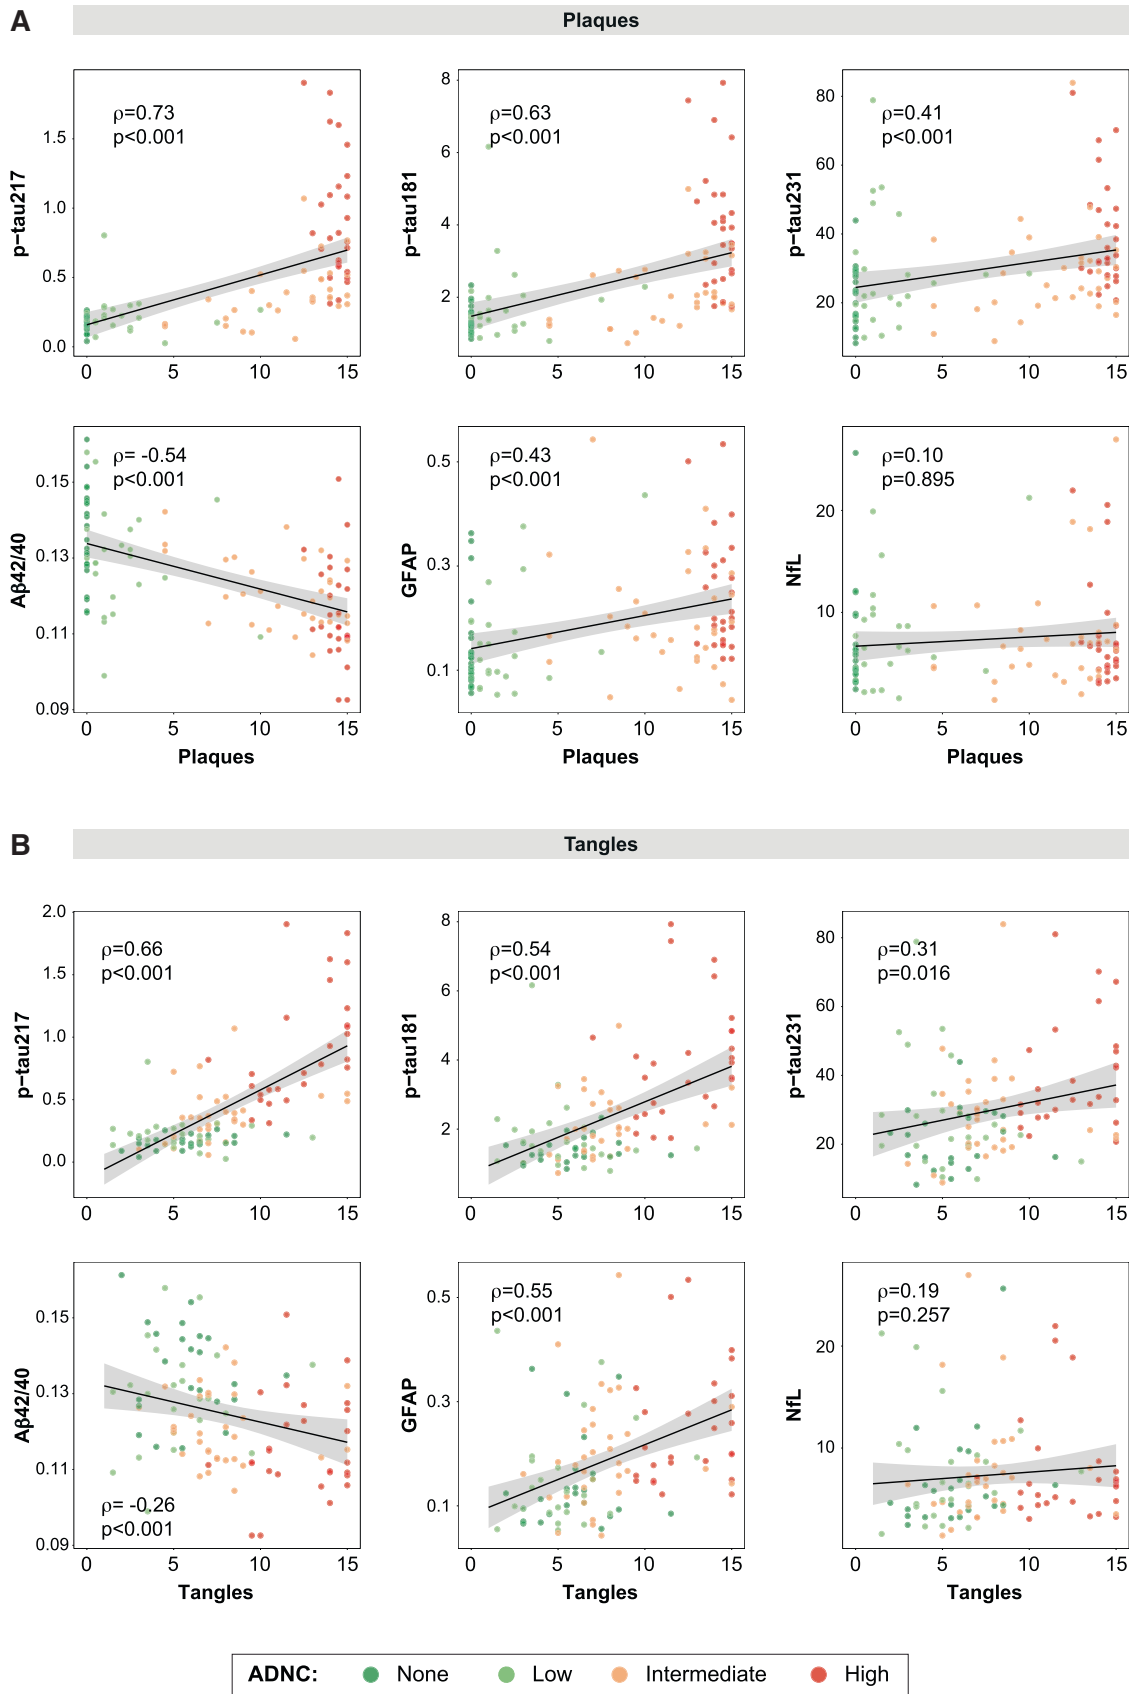 A
Plaques
ρ=0.73
p<0.001
p-tau217
1.5
1.0
0.5
0.0
0 5 10 15
ρ=0.63
p<0.001
p-tau181
8
6
4
2
0 5 10 15
ρ=0.41
p<0.001
p-tau231
80
60
40
20
0 5 10 15
ρ= -0.54
p<0.001
Aβ42/40
0.15
0.13
0.11
0.09
0 5 10 15
Plaques
ρ=0.43
p<0.001
GFAP
0.5
0.3
0.1
0 5 10 15
Plaques
ρ=0.10
p=0.895
NfL
20
10
0 5 10 15
Plaques
B
Tangles
ρ=0.66
p<0.001
p-tau217
2.0
1.5
1.0
0.5
0.0
0 5 10 15
ρ=0.54
p<0.001
p-tau181
8
6
4
2
0 5 10 15
ρ=0.31
p=0.016
p-tau231
80
60
40
20
0 5 10 15
Aβ42/40
0.15
0.13
0.11
0.09
ρ= -0.26
p<0.001
0 5 10 15
Tangles
ρ=0.55
p<0.001
GFAP
0.5
0.3
0.1
0 5 10 15
Tangles
ρ=0.19
p=0.257
NfL
20
10
0 5 10 15
Tangles
ADNC: None Low Intermediate High